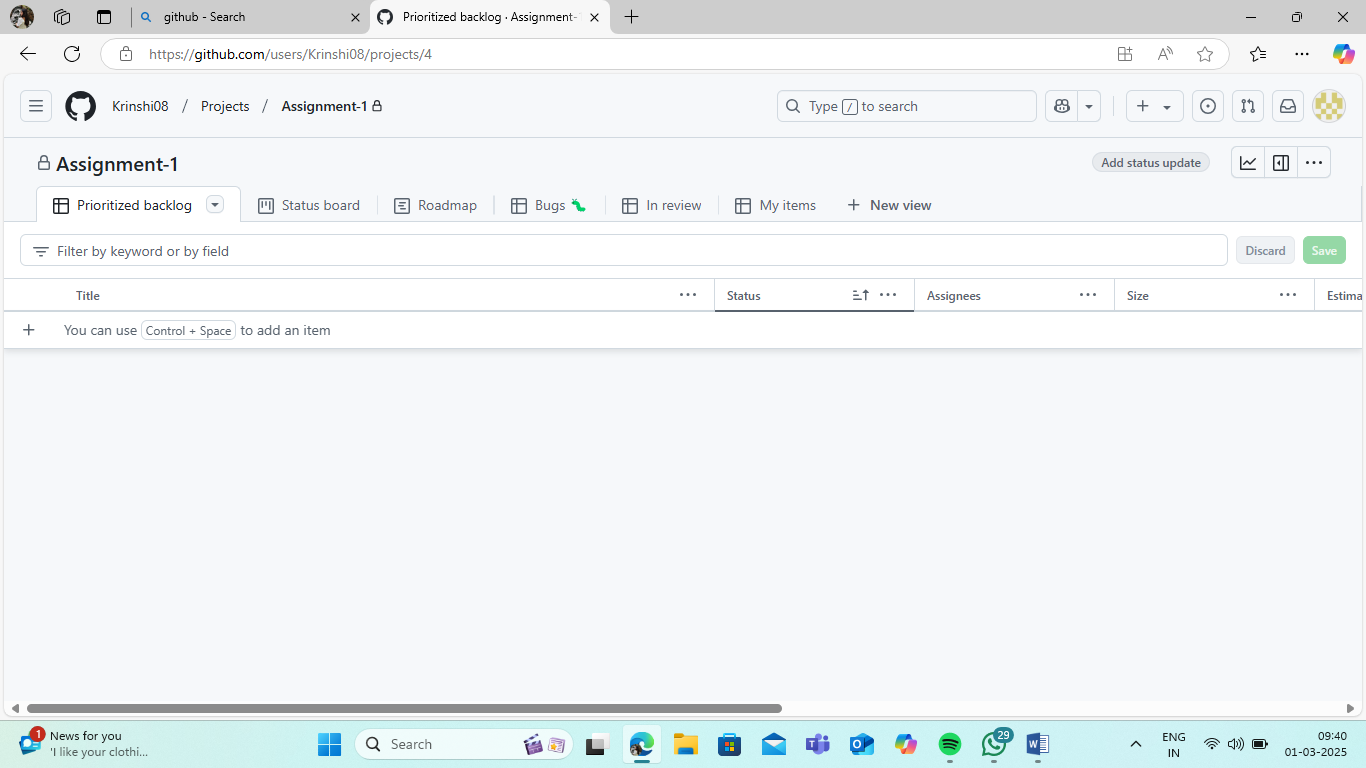 github - Search
Prioritized backlog · Assignment-
https://github.com/users/Krinshi08/projects/4
Krinshi08 / Projects / Assignment-1
Type / to search
Assignment-1
Add status update
Prioritized backlog
Status board
Roadmap
Bugs
In review
My items
New view
Filter by keyword or by field
Discard
Save
Title
Status
Assignees
Size
Estima
You can use Control + Space to add an item
1
News for you
'I like your clothi...
Search
29
ENG
IN
09:40
01-03-2025